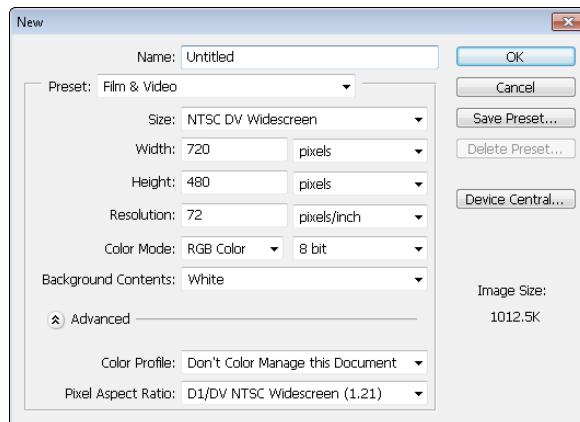 New
Name: Untitled
OK
Preset: Film & Video
Cancel
Size: NTSC DV Widescreen
Save Preset...
Width: 720 pixels
Delete Preset...
Height: 480 pixels
Device Central...
Resolution: 72 pixels/inch
Color Mode: RGB Color 8 bit
Background Contents: White
Image Size:
1012.5K
Advanced
Color Profile: Don't Color Manage this Document
Pixel Aspect Ratio: D1/DV NTSC Widescreen (1.21)